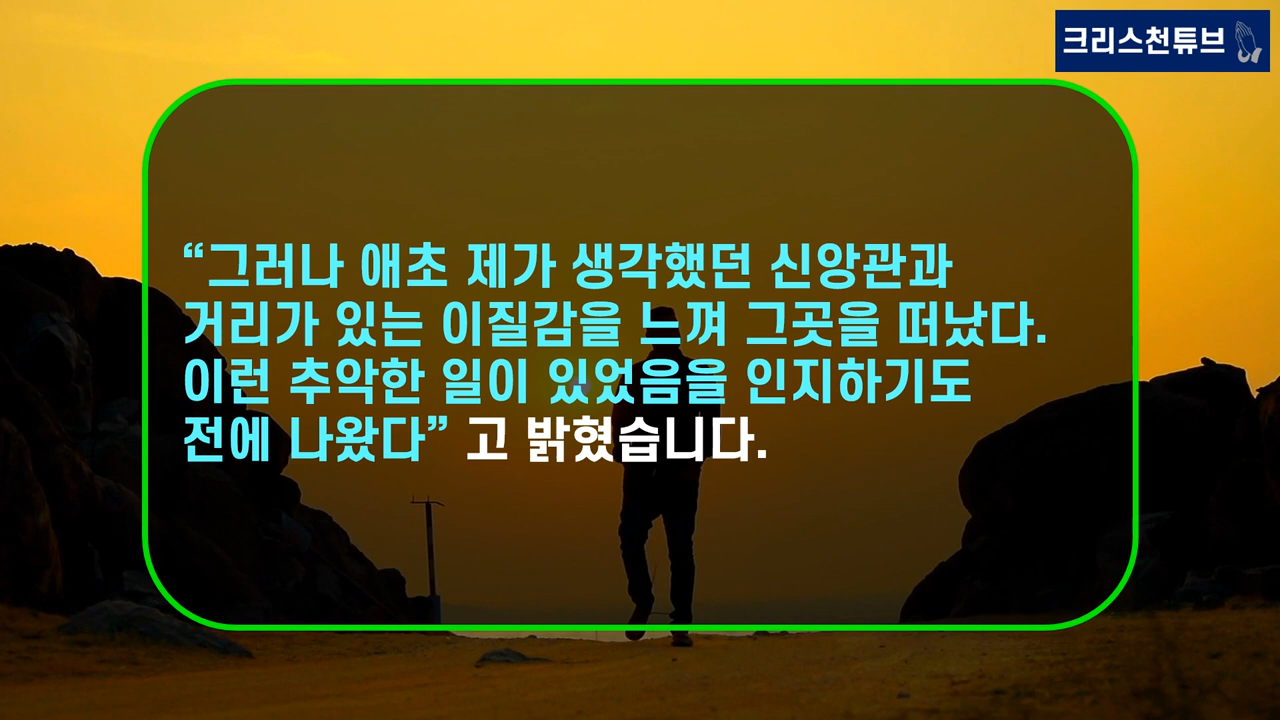 크리스천튜브
“그러나 애초 제가 생각했던 신앙관과
거리가 있는 이질감을 느껴 그곳을 떠났다.
이런 추악한 일이 있었음을 인지하기도
전에 나왔다” 고 밝혔습니다.